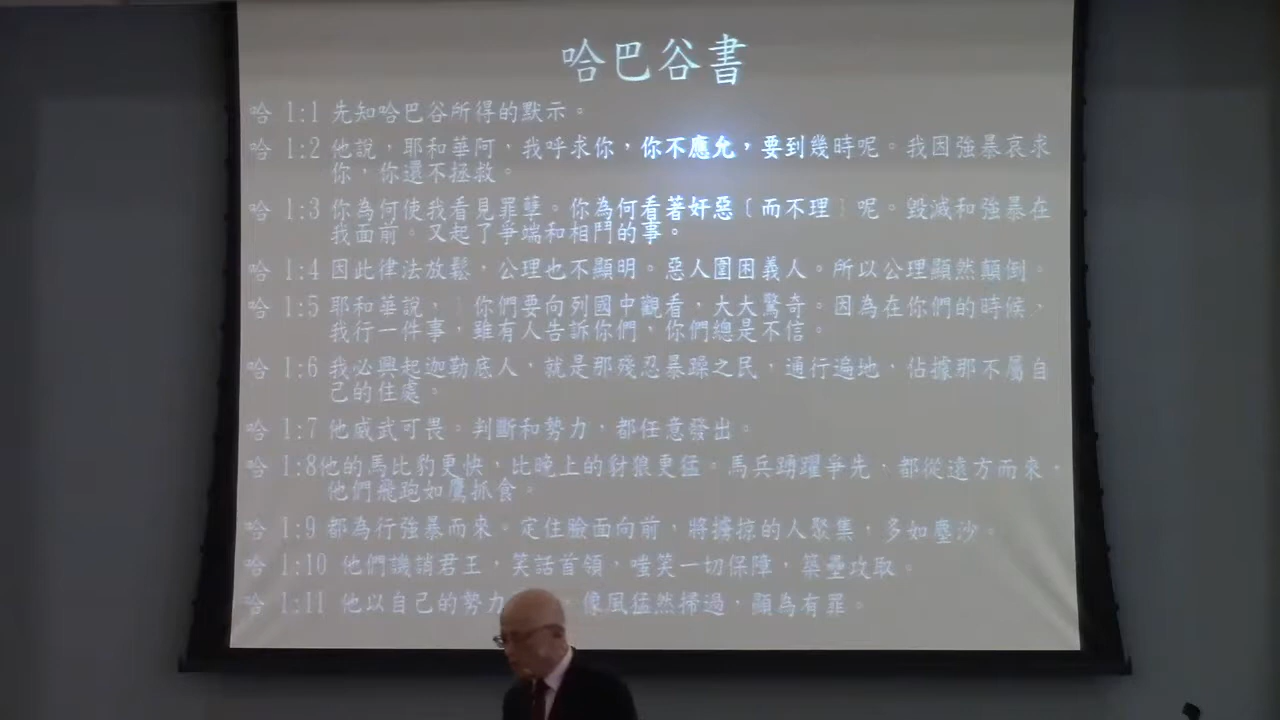 哈巴谷書
哈 1:1 先知哈巴谷所得的默示。
哈 1:2 他說，耶和華阿，我呼求你，你不應允，要到幾時呢。我因強暴哀求
你，你還不拯救。
哈 1:3 你為何使我看見罪孽。你為何看著奸惡〔而不理〕呢。毀滅和強暴在
我面前。又起了爭端和相鬥的事。
哈 1:4 因此律法放鬆，公理也不顯明。惡人圍困義人。所以公理顯然顛倒。
哈 1:5 耶和華說，你們要向列國中觀看，大大驚奇。因為在你們的時候，
我行一件事，雖有人告訴你們，你們總是不信。
哈 1:6 我必興起迦勒底人，就是那殘忍暴躁之民，通行遍地，佔據那不屬自
己的住處。
哈 1:7 他威武可畏。判斷和勢力，都任意發出。
哈 1:8他的馬比豹更快，比晚上的豺狼更猛。馬兵踴躍爭先，都從遠方而來。
他們飛跑如鷹抓食。
哈 1:9 都為行強暴而來。定住臉面向前，將擄掠的人聚集，多如塵沙。
哈 1:10 他們譏誚君王，笑話首領，嗤笑一切保障，築壘攻取。
哈 1:11 他以自己的勢力 像風猛然掃過，顯為有罪。